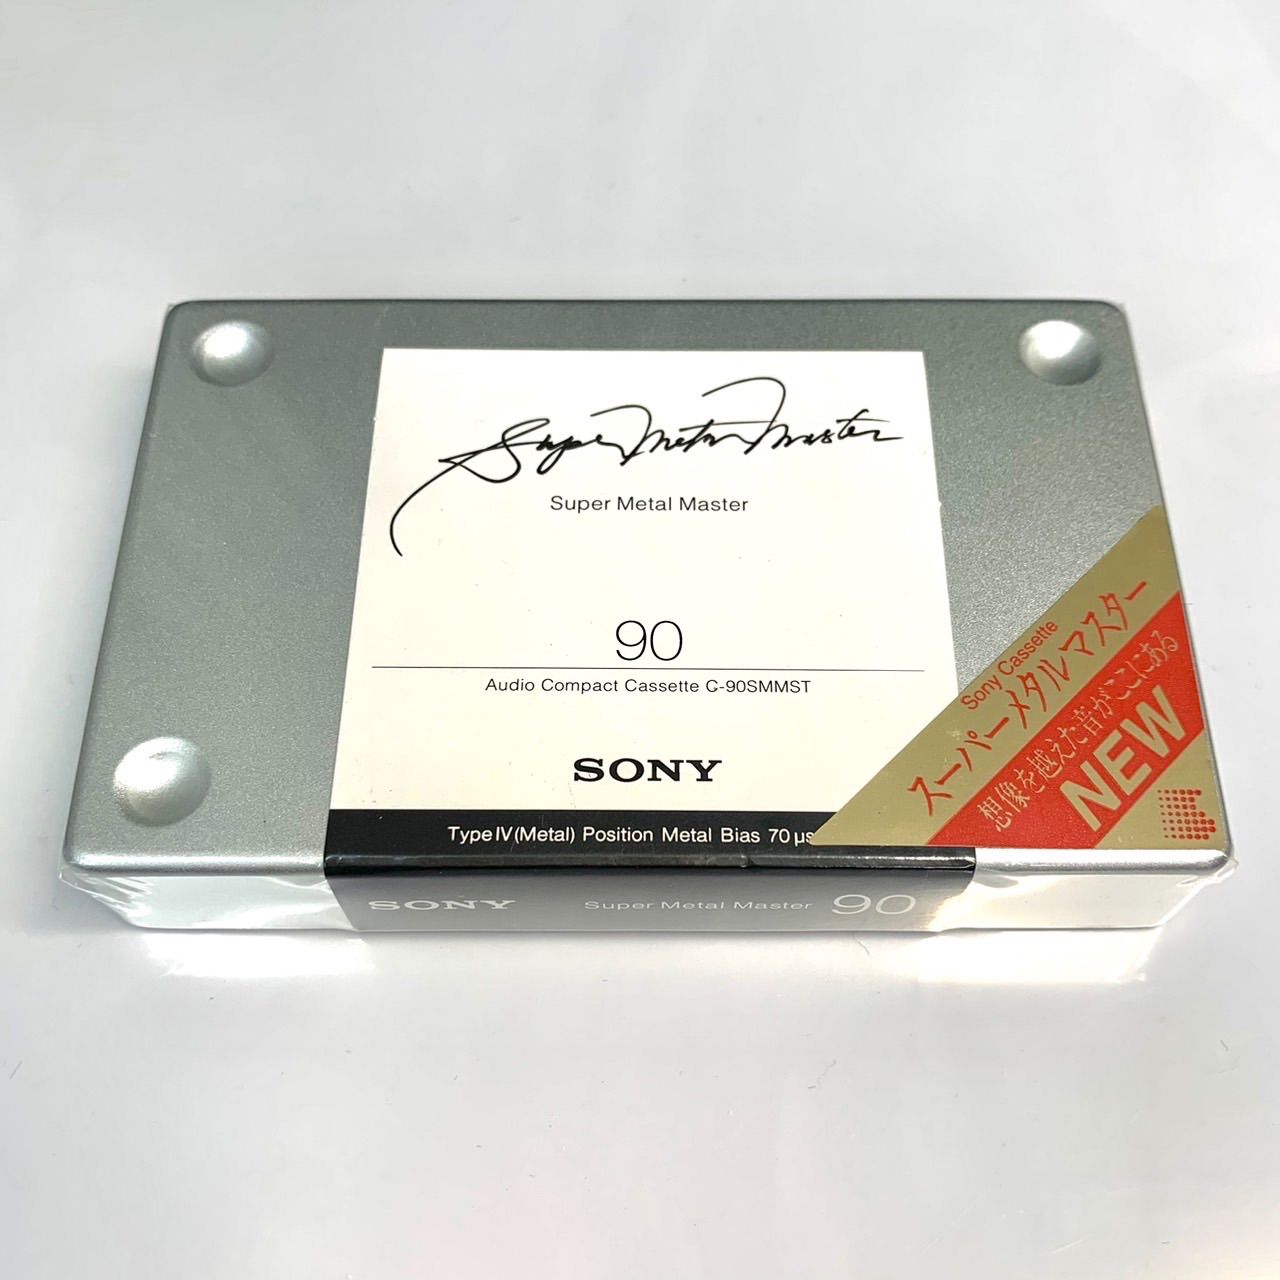 Super Metal Master
Super Metal Master
90
Audio Compact Cassette C-90SMMST
SONY
Type IV (Metal) Position Metal Bias 70 μs
SONY Super Metal Master 90
Sony Cassette
スーパーメタルマスター
想像を越えた音がここにある
NEW